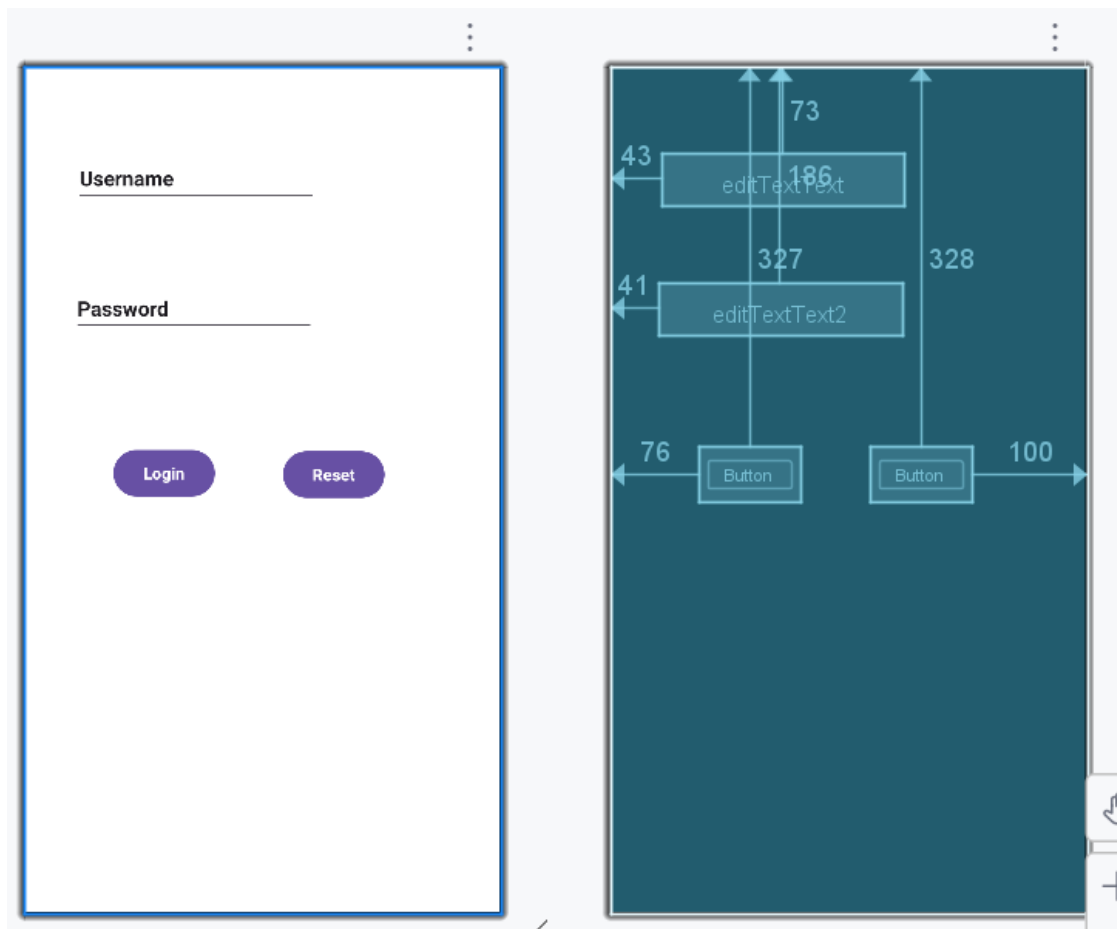 Username
Password
Login
Reset
73
43
editTextText
186
327
328
41
editTextText2
76
100
Button
Button